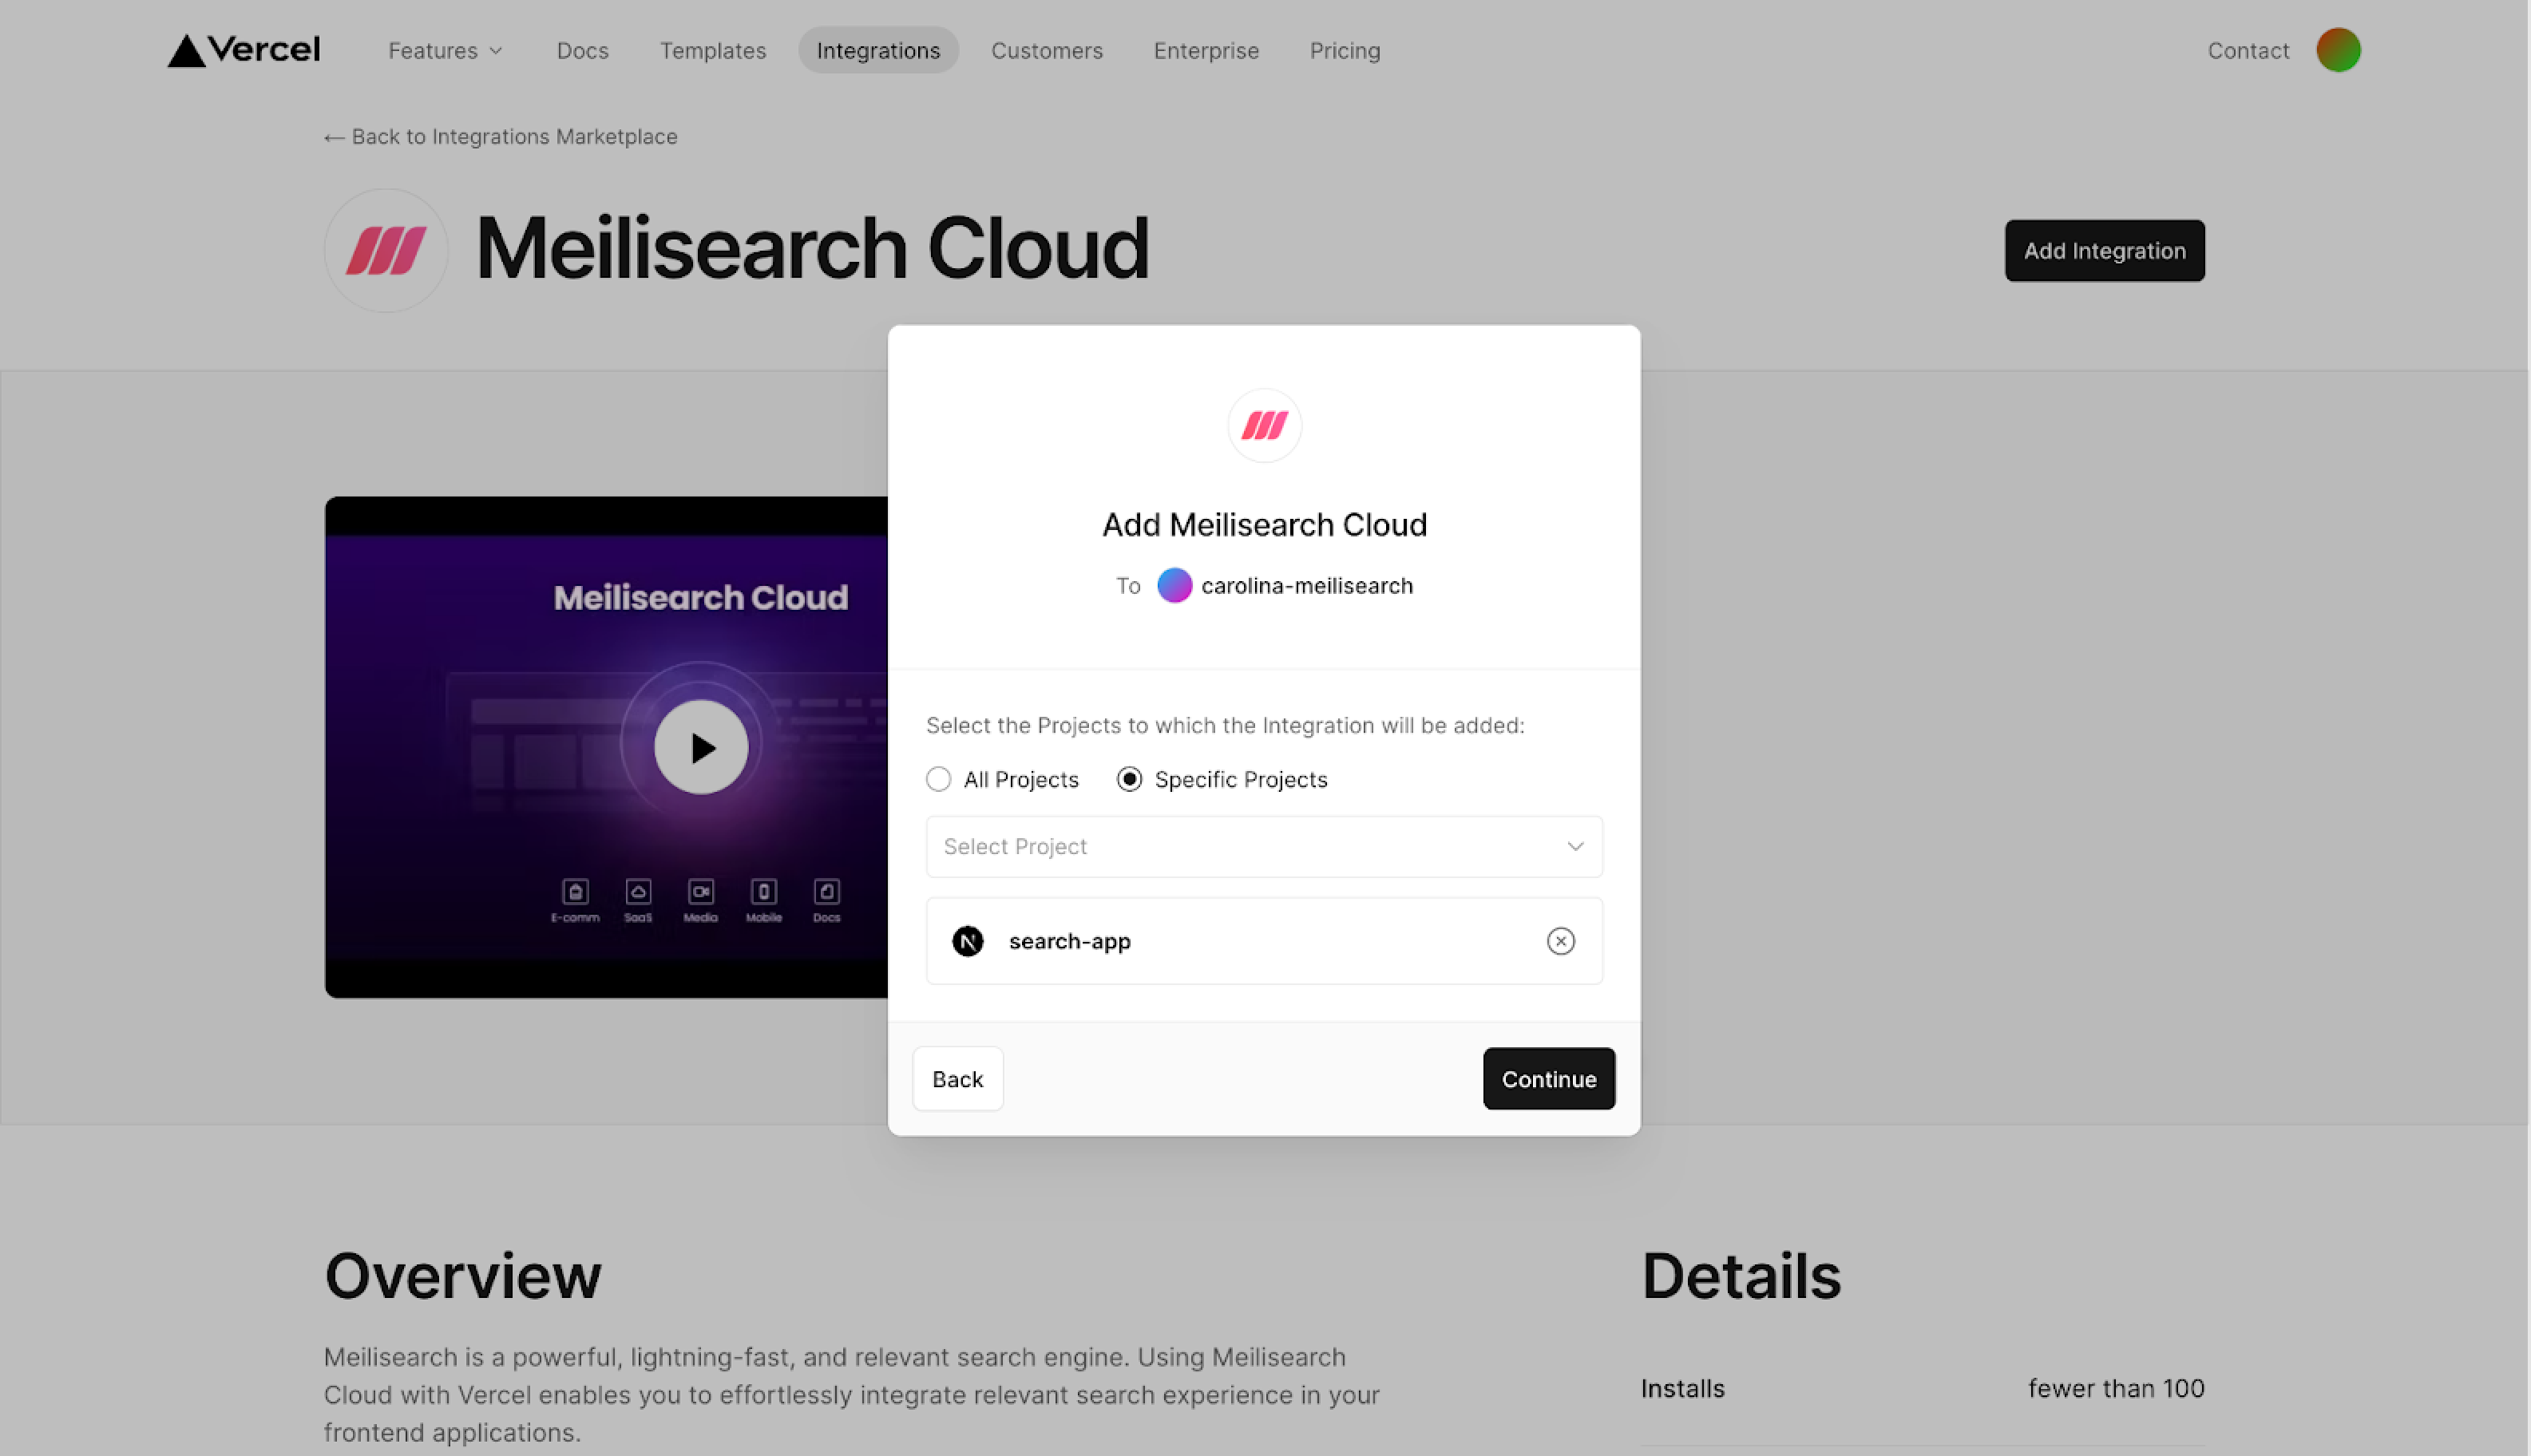 Vercel
Features
Docs
Templates
Integrations
Customers
Enterprise
Pricing
Contact
← Back to Integrations Marketplace
Meilisearch Cloud
Add Integration
Meilisearch Cloud
E-comm
SaaS
Media
Mobile
Docs
Add Meilisearch Cloud
To carolina-meilisearch
Select the Projects to which the Integration will be added:
All Projects
Specific Projects
Select Project
N search-app
Back
Continue
Overview
Meilisearch is a powerful, lightning-fast, and relevant search engine. Using Meilisearch
Cloud with Vercel enables you to effortlessly integrate relevant search experience in your
frontend applications.
Details
Installs
fewer than 100